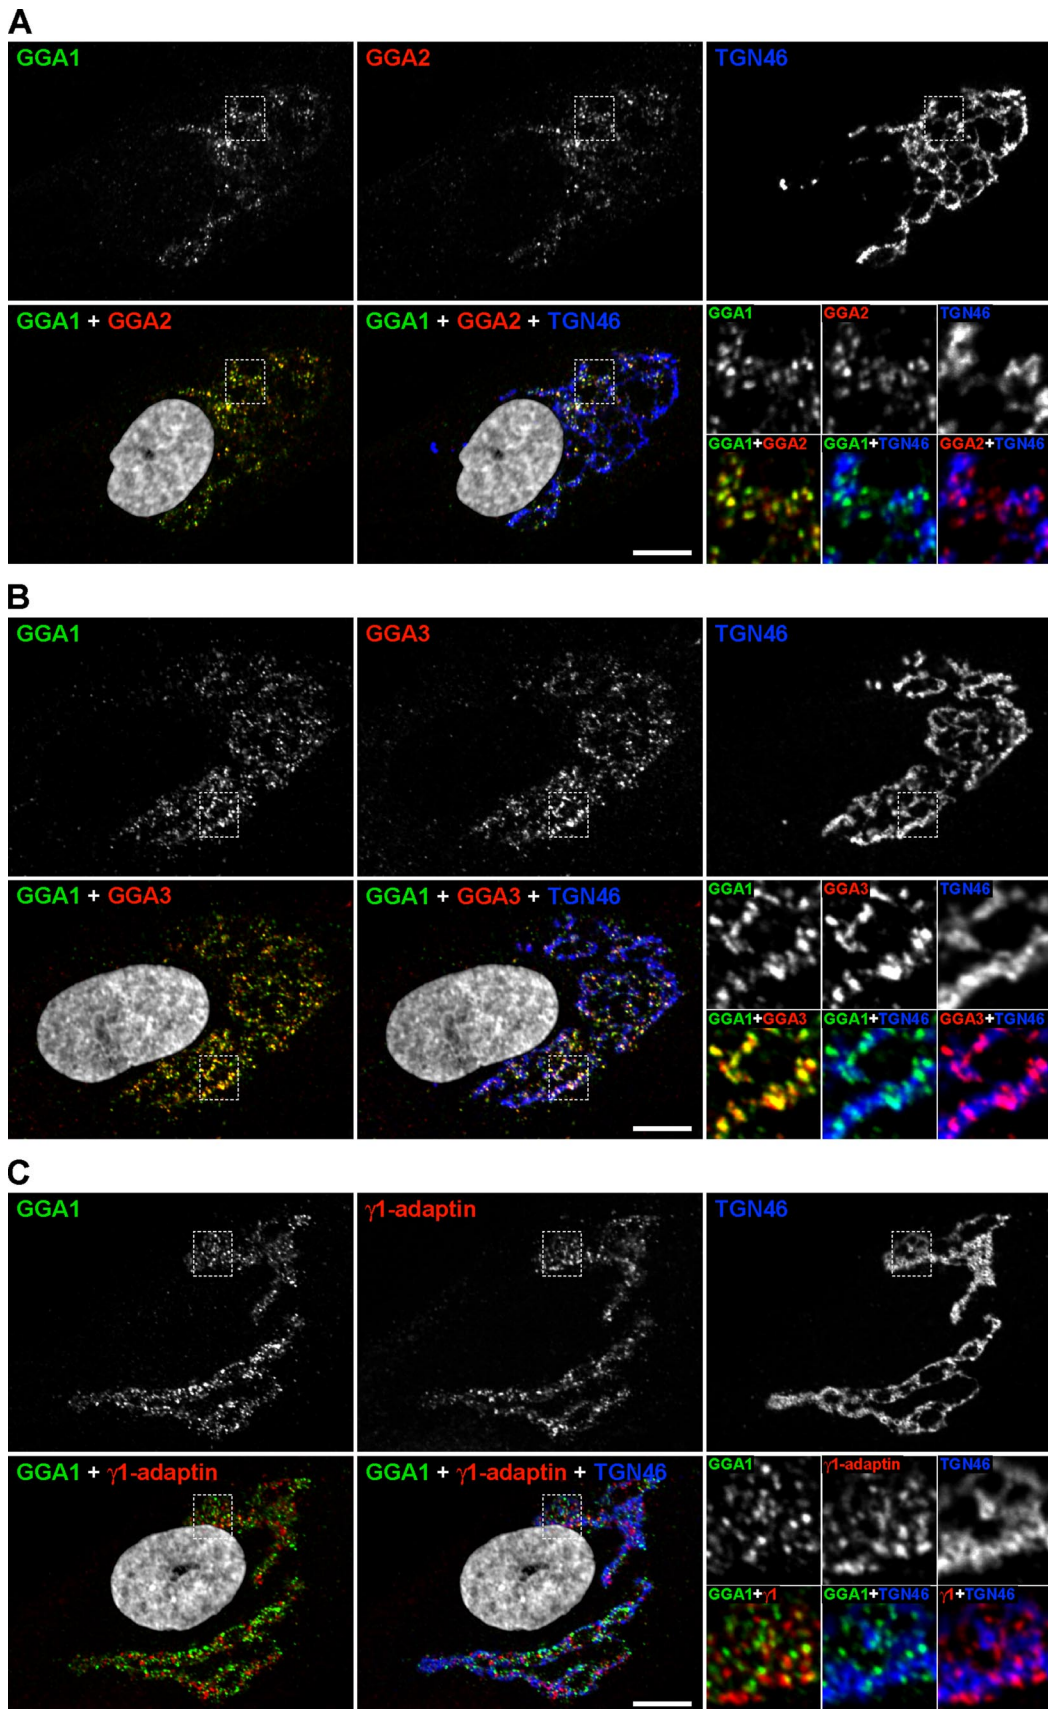 A
GGA1
GGA2
TGN46
GGA1 + GGA2
GGA1 + GGA2 + TGN46
GGA1
GGA2
TGN46
GGA1+GGA2
GGA1+TGN46
GGA2+TGN46
B
GGA1
GGA3
TGN46
GGA1 + GGA3
GGA1 + GGA3 + TGN46
GGA1
GGA3
TGN46
GGA1+GGA3
GGA1+TGN46
GGA3+TGN46
C
GGA1
γ1-adaptin
TGN46
GGA1 + γ1-adaptin
GGA1 + γ1-adaptin + TGN46
GGA1
γ1-adaptin
TGN46
GGA1+γ1
GGA1+TGN46
γ1+TGN46